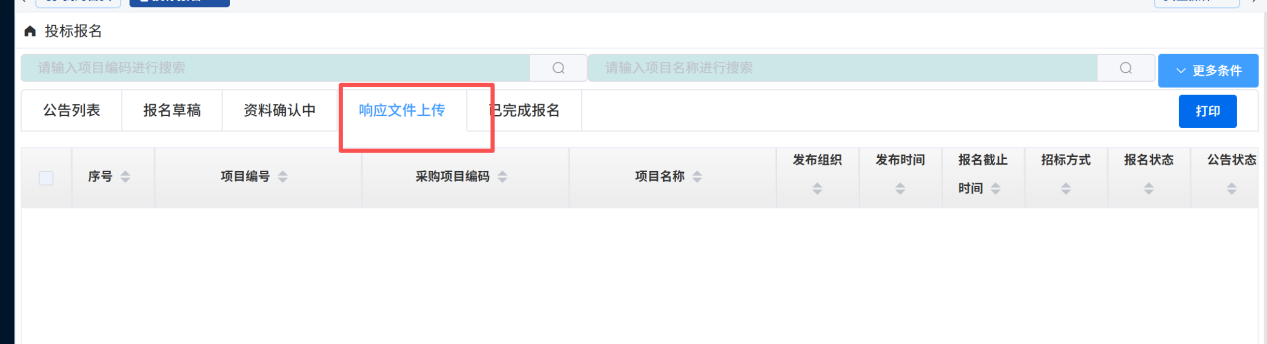 投标报名
请输入项目编码进行搜索 请输入项目名称进行搜索 更多条件
公告列表 报名草稿 资料确认中 响应文件上传 已完成报名 打印
序号 项目编号 采购项目编码 项目名称 发布组织 发布时间 报名截止 招标方式 报名状态 公告状态
时间